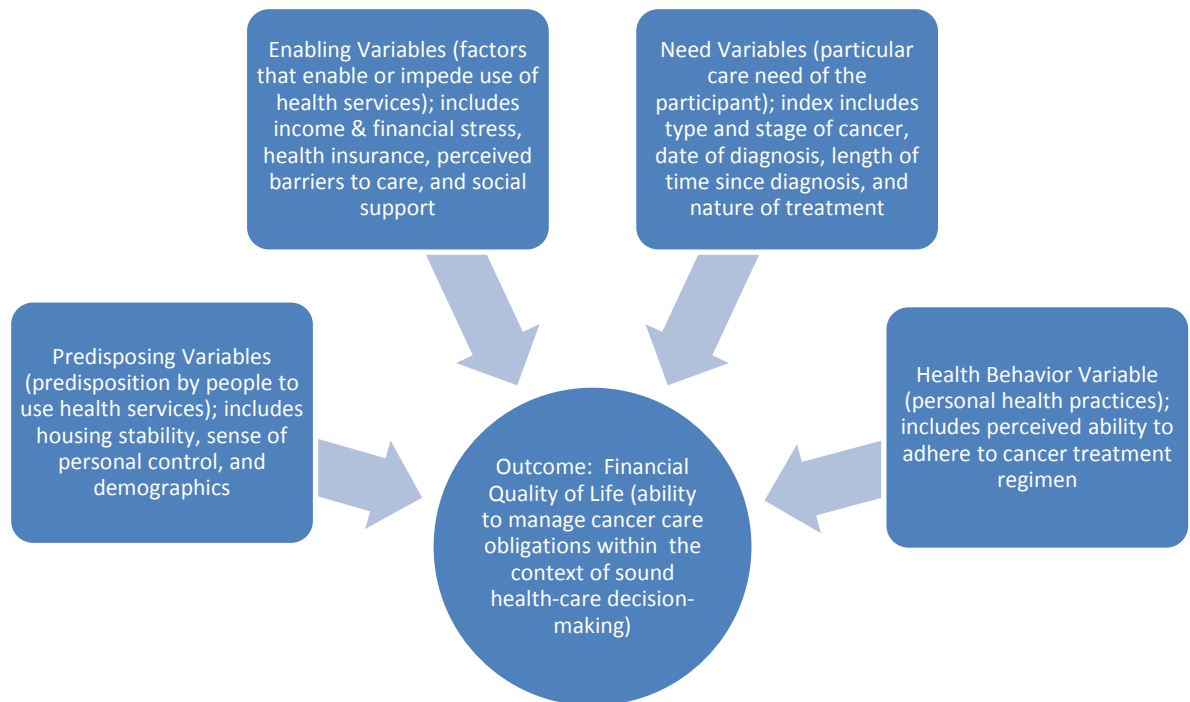 Enabling Variables (factors
that enable or impede use of
health services); includes
income & financial stress,
health insurance, perceived
barriers to care, and social
support
Need Variables (particular
care need of the
participant); index includes
type and stage of cancer,
date of diagnosis, length of
time since diagnosis, and
nature of treatment
Predisposing Variables
(predisposition by people to
use health services); includes
housing stability, sense of
personal control, and
demographics
Health Behavior Variable
(personal health practices);
includes perceived ability to
adhere to cancer treatment
regimen
Outcome:  Financial
Quality of Life (ability
to manage cancer care
obligations within  the
context of sound
health-care decision-
making)